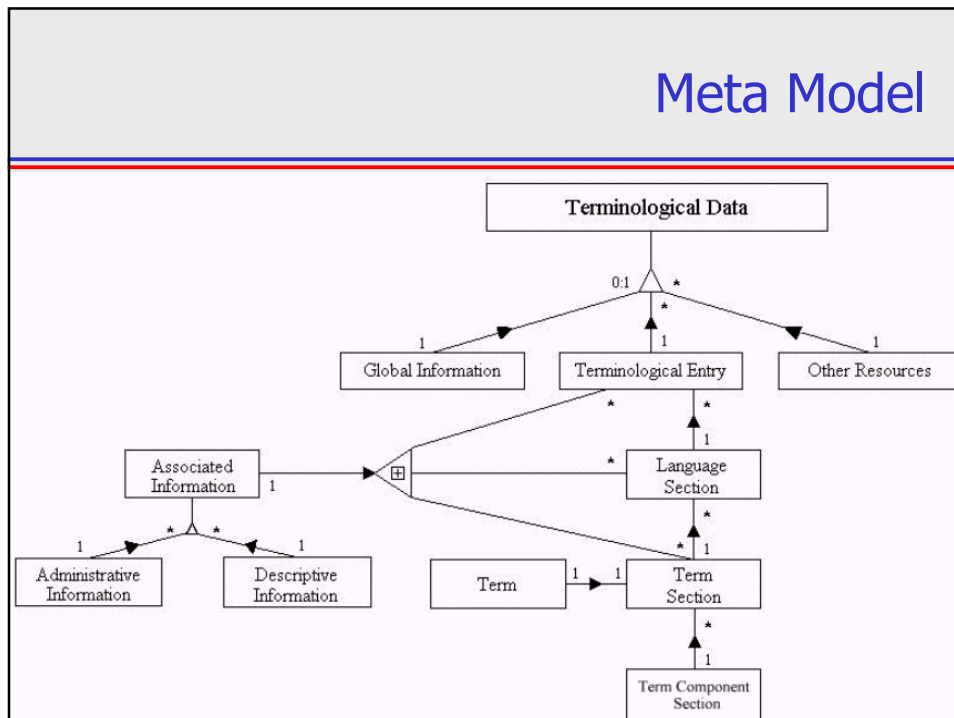 Meta Model
Terminological Data
0:1 *
*
1 1 1
Global Information Terminological Entry Other Resources
* *
1
Associated
Information
1
*
Language
Section
* * *
1 1
* 1
Administrative
Information
Descriptive
Information
Term
1 1
Term
Section
*
1
Term Component
Section